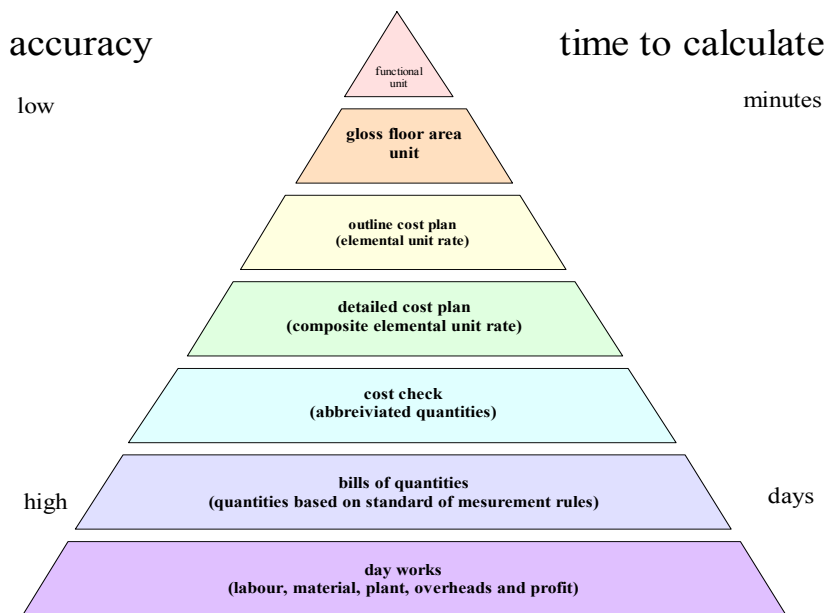 accuracy
time to calculate
low
minutes
functional
unit
gloss floor area
unit
outline cost plan
(elemental unit rate)
detailed cost plan
(composite elemental unit rate)
cost check
(abbreiviated quantities)
bills of quantities
(quantities based on standard of mesurement rules)
high
days
day works
(labour, material, plant, overheads and profit)